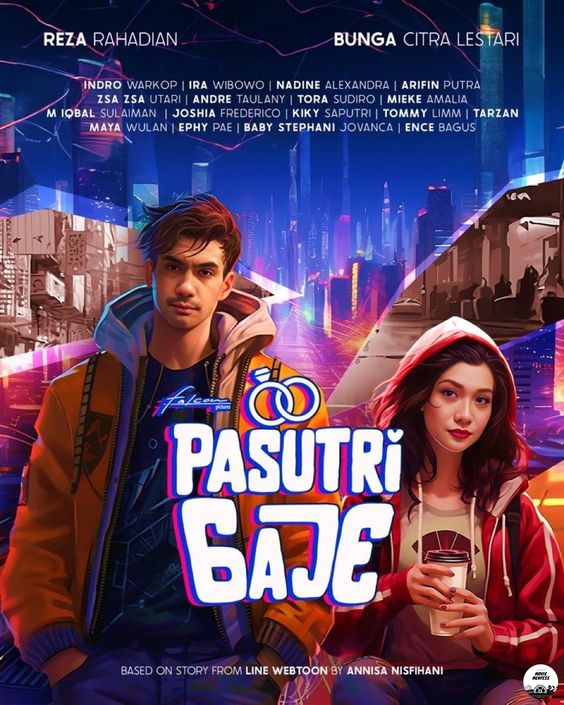 REZA RAHADIAN BUNGA CITRA LESTARI
INDRO WARKOP | IRA WIBOWO | NADINE ALEXANDRA | ARIFIN PUTRA
ZSA ZSA UTARI | ANDRE TAULANY | TORA SUDIRO | MIEKE AMALIA
M IQBAL SULAIMAN | JOSHIA FREDERICO | KIKY SAPUTRI | TOMMY LIMM | TARZAN
MAYA WULAN | EPHY PAE | BABY STEPHANI JOVANCA | ENCE BAGUS
falcon
pictures
PASUTRI
GAJE
BASED ON STORY FROM LINE WEBTOON BY ANNISA NISFIHANI
MOVIE
MENFESS